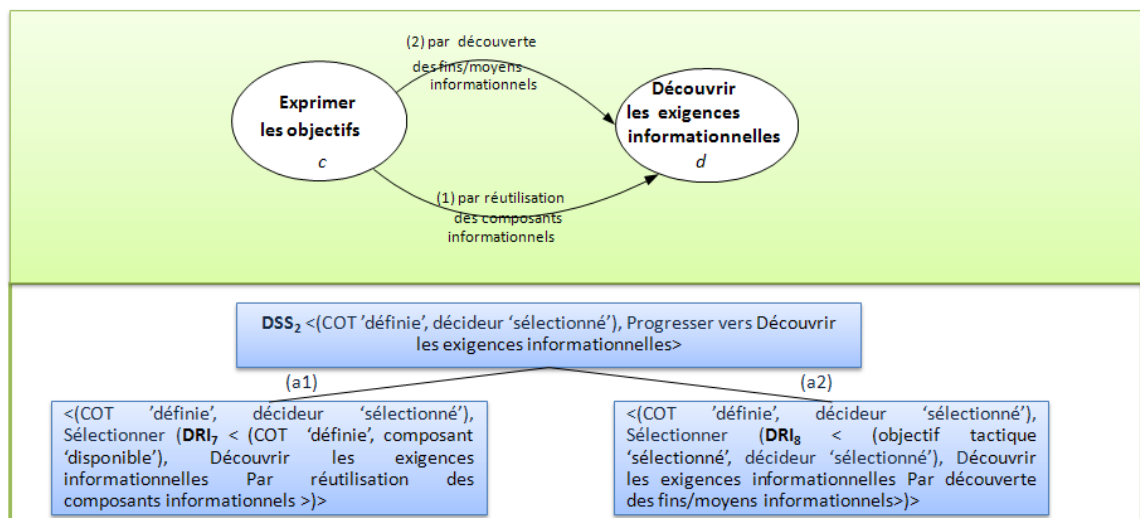 (2) par découverte
des fins/moyens
informationnels
Exprimer
les objectifs
c
Découvrir
les exigences
informationnelles
d
(1) par réutilisation
des composants
informationnels
DSS2 <(COT ’définie’, décideur ‘sélectionné’), Progresser vers Découvrir
les exigences informationnelles>
(a1)
(a2)
<(COT ’définie’, décideur ‘sélectionné’),
Sélectionner (DRI7 < (COT ‘définie’, composant
‘disponible’), Découvrir les exigences
informationnelles Par réutilisation des
composants informationnels >)>
<(COT ’définie’, décideur ‘sélectionné’),
Sélectionner (DRI8 < (objectif tactique
‘sélectionné’, décideur ‘sélectionné’), Découvrir
les exigences informationnelles Par découverte
des fins/moyens informationnels>)>